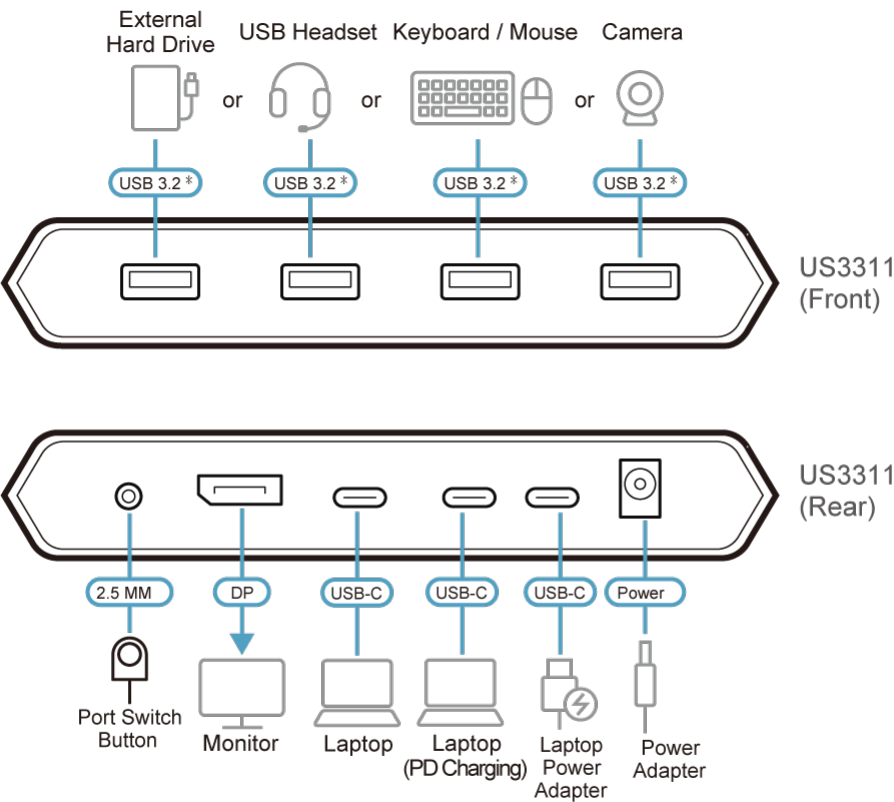 External
Hard Drive
USB Headset
Keyboard / Mouse
Camera
or
or
or
USB 3.2 *
USB 3.2 *
USB 3.2 *
USB 3.2 *
US3311
(Front)
US3311
(Rear)
2.5 MM
DP
USB-C
USB-C
USB-C
Power
Port Switch
Button
Monitor
Laptop
Laptop
(PD Charging)
Laptop
Power
Adapter
Power
Adapter